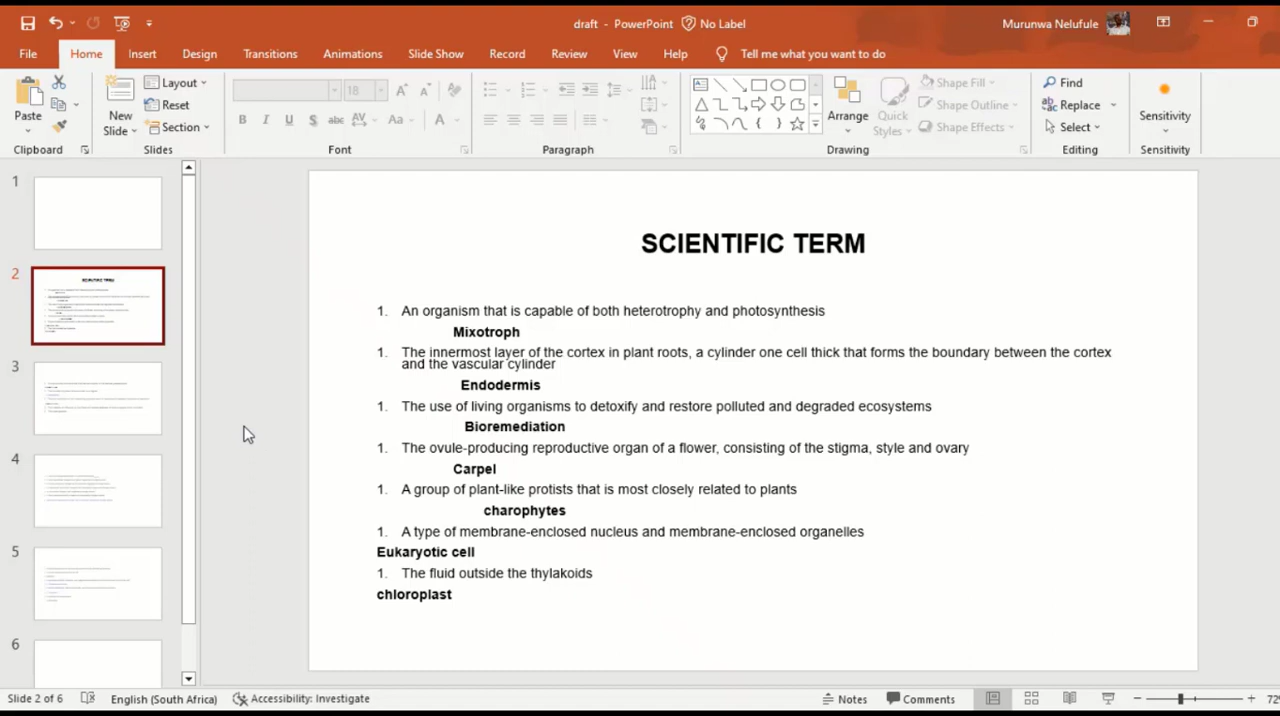 draft - PowerPoint No Label Murunwa Nelufule
File Home Insert Design Transitions Animations Slide Show Record Review View Help Tell me what you want to do
Paste
Clipboard
New
Slide
Layout
Reset
Section
Slides
Font
Paragraph
Arrange
Quick
Styles
Shape Fill
Shape Outline
Shape Effects
Drawing
Find
Replace
Select
Editing
Sensitivity
Sensitivity
1
2
3
4
5
6
SCIENTIFIC TERM
1. An organism that is capable of both heterotrophy and photosynthesis
Mixotroph
1. The innermost layer of the cortex in plant roots, a cylinder one cell thick that forms the boundary between the cortex
and the vascular cylinder
Endodermis
1. The use of living organisms to detoxify and restore polluted and degraded ecosystems
Bioremediation
1. The ovule-producing reproductive organ of a flower, consisting of the stigma, style and ovary
Carpel
1. A group of plant-like protists that is most closely related to plants
charophytes
1. A type of membrane-enclosed nucleus and membrane-enclosed organelles
Eukaryotic cell
1. The fluid outside the thylakoids
chloroplast
Slide 2 of 6 English (South Africa) Accessibility: Investigate Notes Comments